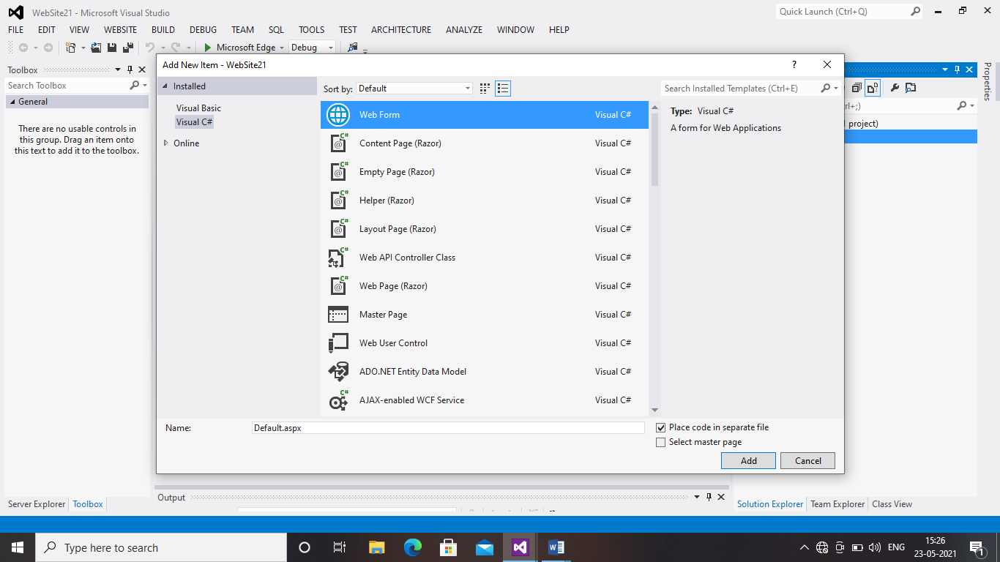 WebSite21 - Microsoft Visual Studio
Quick Launch (Ctrl+Q)
FILE EDIT VIEW WEBSITE BUILD DEBUG TEAM SQL TOOLS TEST ARCHITECTURE ANALYZE WINDOW HELP
Microsoft Edge Debug
Toolbox
Search Toolbox
General
There are no usable controls in
this group. Drag an item onto
this text to add it to the toolbox.
Server Explorer Toolbox
Add New Item - WebSite21
?
Installed
Visual Basic
Visual C#
Online
Sort by: Default
Search Installed Templates (Ctrl+E)
Web Form Visual C#
Content Page (Razor) Visual C#
Empty Page (Razor) Visual C#
Helper (Razor) Visual C#
Layout Page (Razor) Visual C#
Web API Controller Class Visual C#
Web Page (Razor) Visual C#
Master Page Visual C#
Web User Control Visual C#
ADO.NET Entity Data Model Visual C#
AJAX-enabled WCF Service Visual C#
Type: Visual C#
A form for Web Applications
Name: Default.aspx
Place code in separate file
Select master page
Add Cancel
rl+;)
project)
Properties
Output
Solution Explorer Team Explorer Class View
Type here to search
ENG
15:26
23-05-2021
1